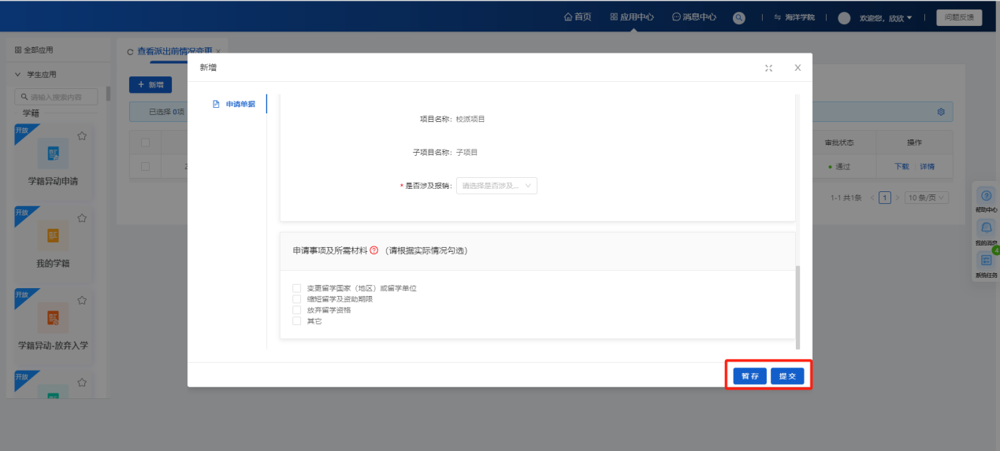 首页 应用中心 消息中心 海洋学院 欢迎您，欣欣 问题反馈
全部应用
学生应用
请输入搜索内容
学籍
开放
学籍异动申请
开放
我的学籍
开放
学籍异动-放弃入学
开放
查看派出前情况变更 ×
+ 新增
已选择 0项
2
审批状态 操作
通过 下载 详情
1-1 共1条 < 1 > 10 条/页
新增
申请单据
项目名称：校派项目
子项目名称：子项目
* 是否涉及报销：请选择是否涉及...
申请事项及所需材料 ? （请根据实际情况勾选）
变更留学国家（地区）或留学单位
缩短留学及资助期限
放弃留学资格
其它
暂存 提交
帮助中心
我的消息
4
系统任务